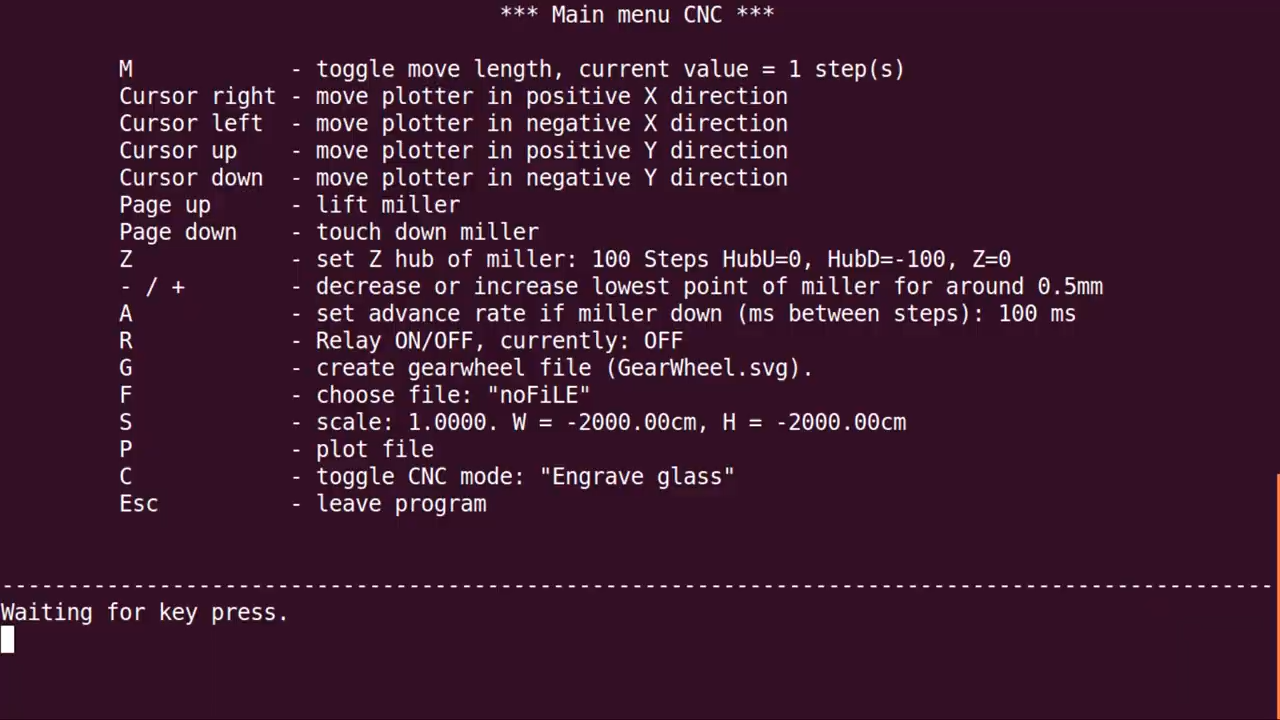 *** Main menu CNC ***
M            - toggle move length, current value = 1 step(s)
Cursor right - move plotter in positive X direction
Cursor left  - move plotter in negative X direction
Cursor up    - move plotter in positive Y direction
Cursor down  - move plotter in negative Y direction
Page up      - lift miller
Page down    - touch down miller
Z            - set Z hub of miller: 100 Steps HubU=0, HubD=-100, Z=0
- / +        - decrease or increase lowest point of miller for around 0.5mm
A            - set advance rate if miller down (ms between steps): 100 ms
R            - Relay ON/OFF, currently: OFF
G            - create gearwheel file (GearWheel.svg).
F            - choose file: "noFiLE"
S            - scale: 1.0000. W = -2000.00cm, H = -2000.00cm
P            - plot file
C            - toggle CNC mode: "Engrave glass"
Esc          - leave program
-------------------------------------------------------------------------------------------------
Waiting for key press.